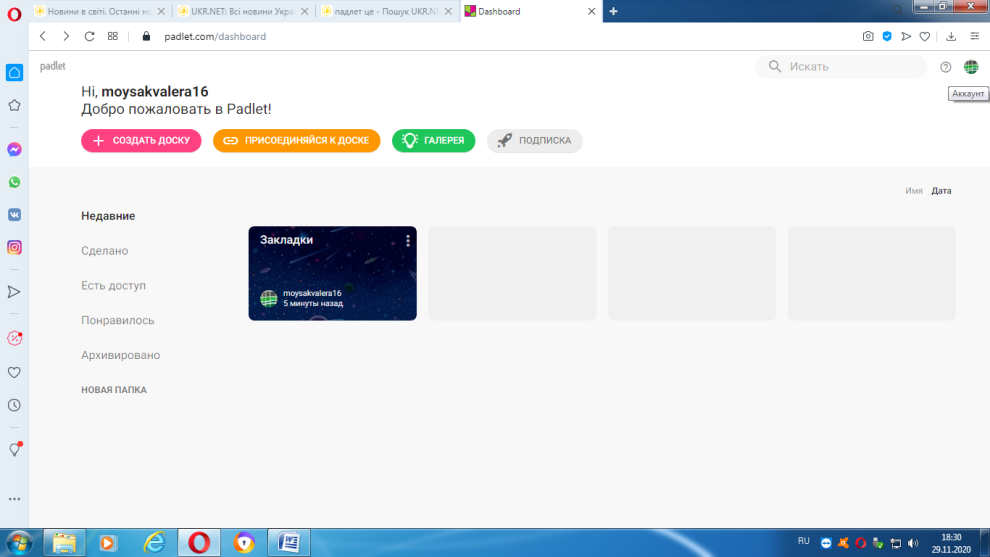 Новини в світі. Останні но
UKR.NET: Всі новини Украї
падлет це - Пошук UKR.NE
Dashboard
padlet.com/dashboard
padlet
Искать
Аккаунт
Hi, moysakvalera16
Добро пожаловать в Padlet!
СОЗДАТЬ ДОСКУ
ПРИСОЕДИНЯЙСЯ К ДОСКЕ
ГАЛЕРЕЯ
ПОДПИСКА
Имя Дата
Недавние
Сделано
Есть доступ
Понравилось
Архивировано
НОВАЯ ПАПКА
Закладки
moysakvalera16
5 минуты назад
RU
18:30
29.11.2020